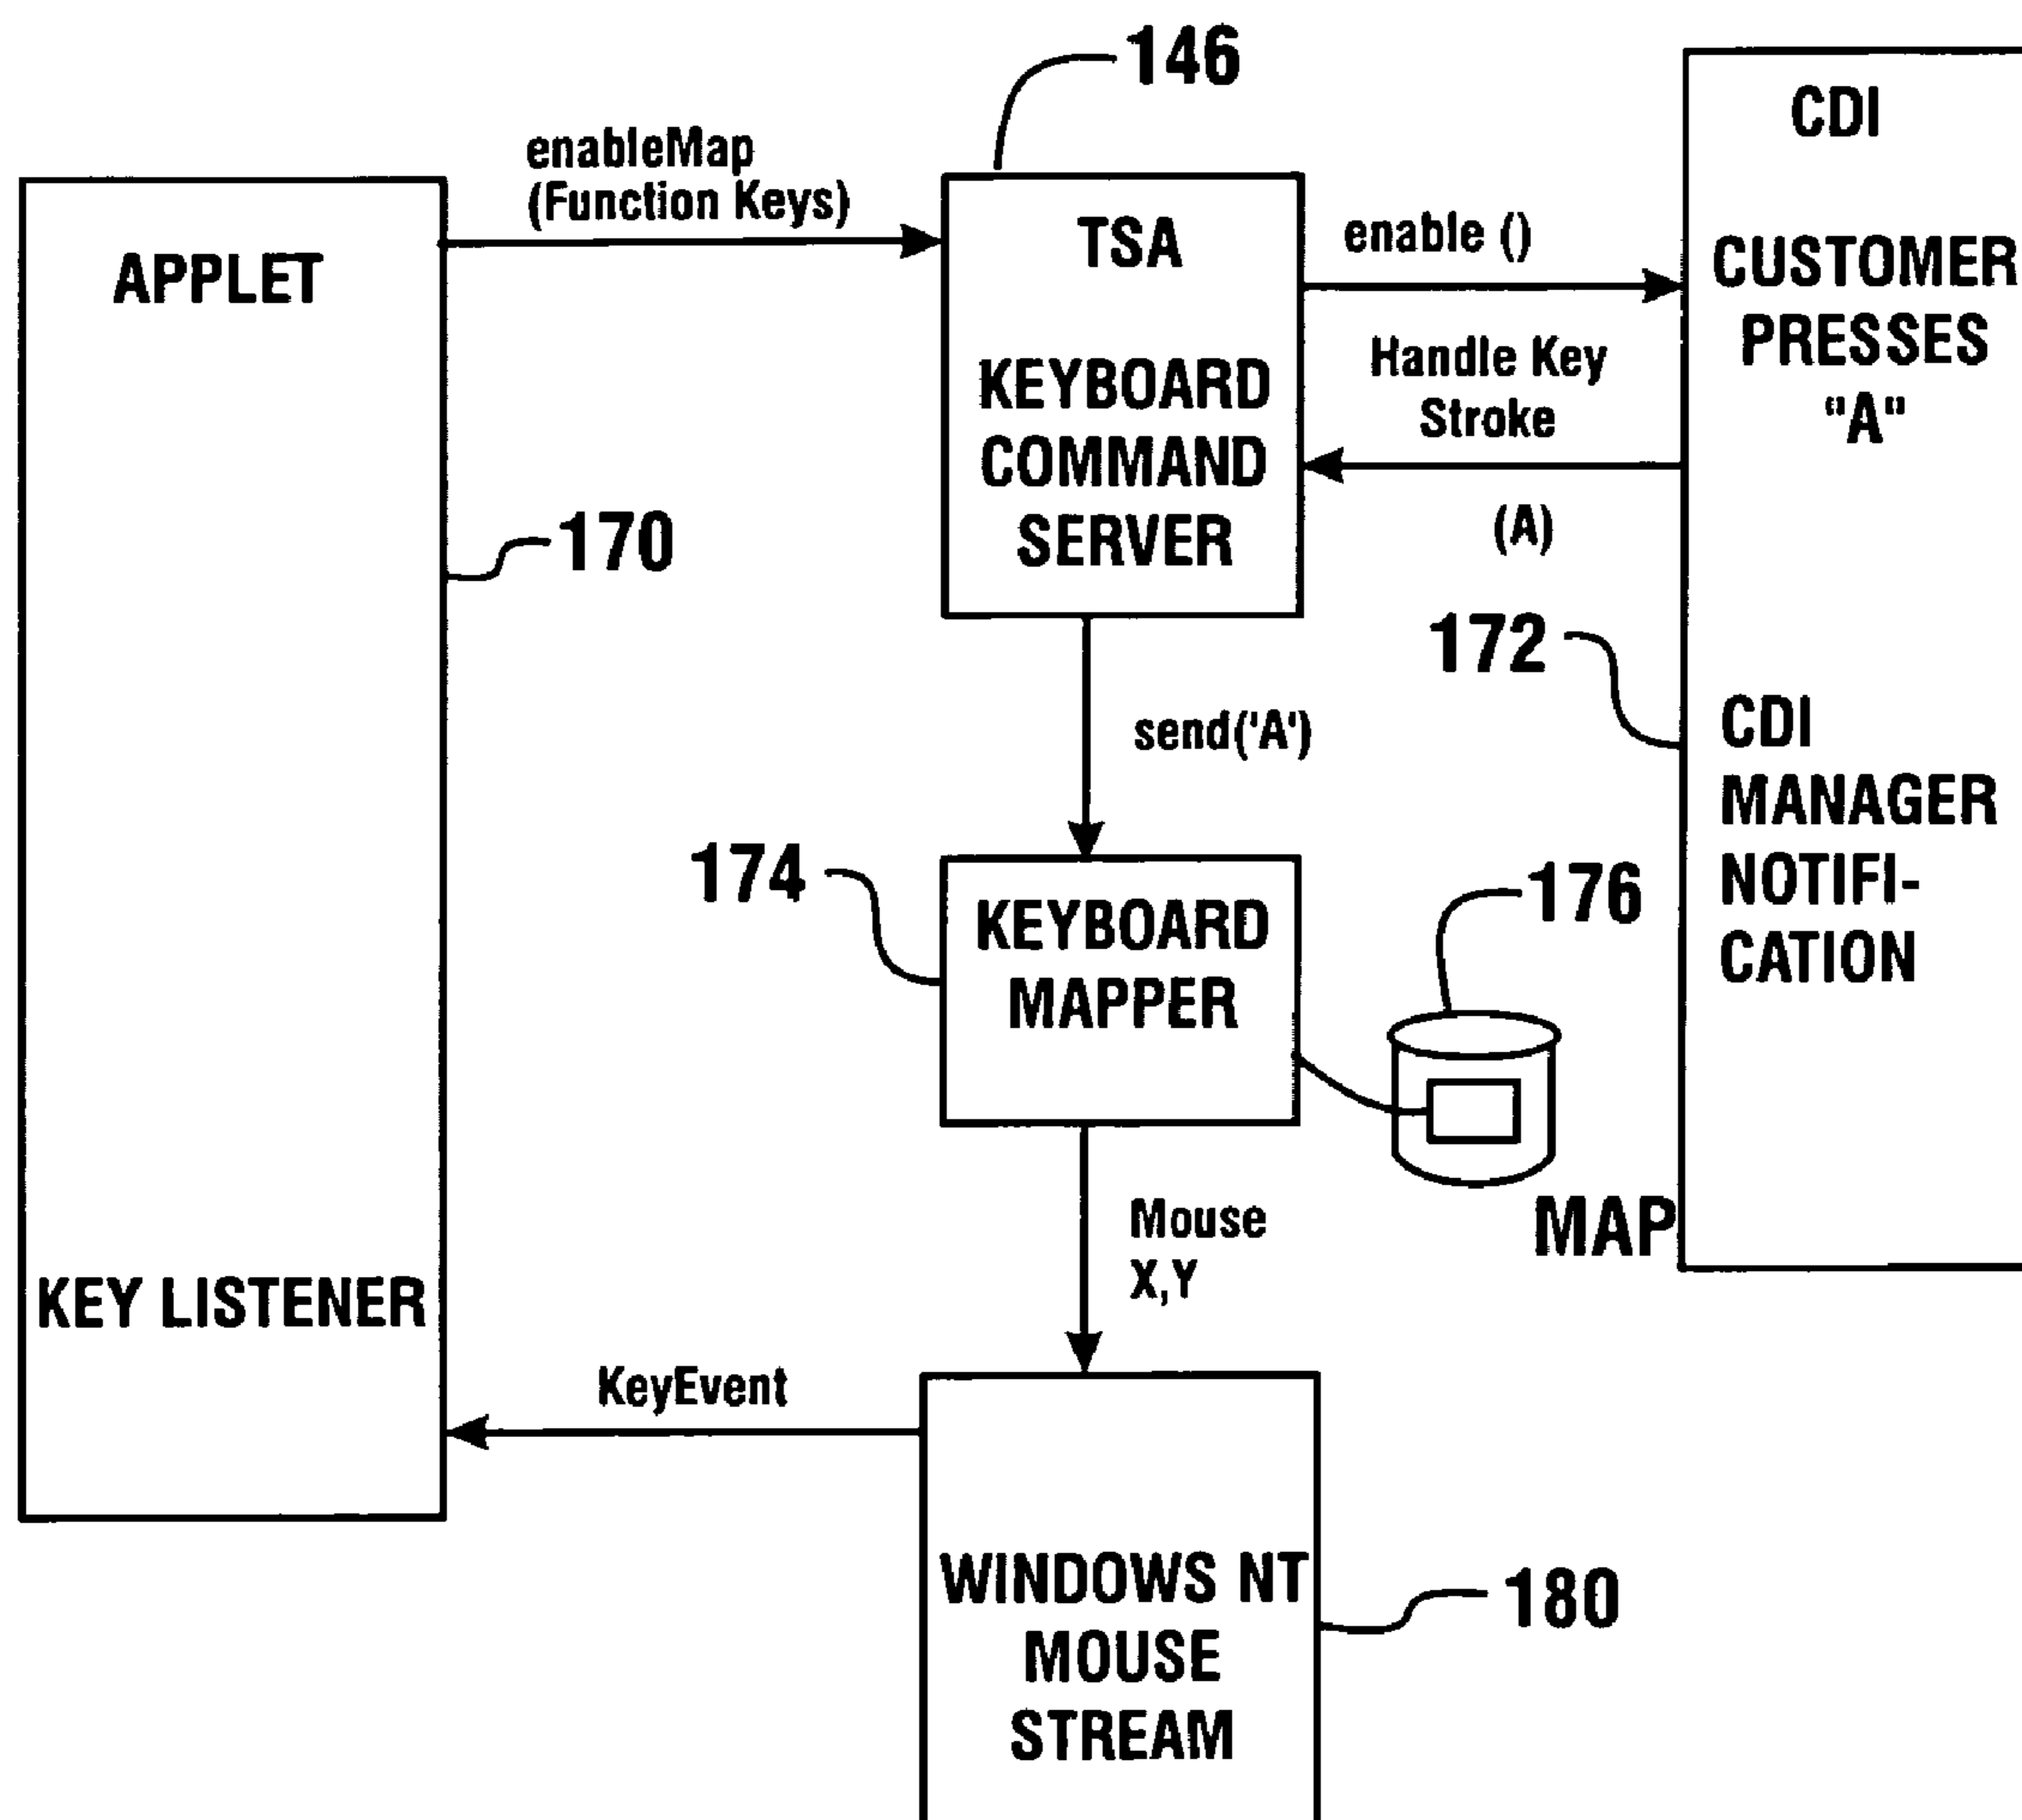 146
CDI
enableMap
(Function Keys)
APPLET
TSA
enable ()
CUSTOMER
PRESSES
"A"
Handle Key
Stroke
KEYBOARD
COMMAND
SERVER
(A)
170
172
send('A')
CDI
MANAGER
NOTIFI-
CATION
174
KEYBOARD
MAPPER
176
MAP
Mouse
X,Y
KEY LISTENER
KeyEvent
WINDOWS NT
MOUSE
STREAM
180